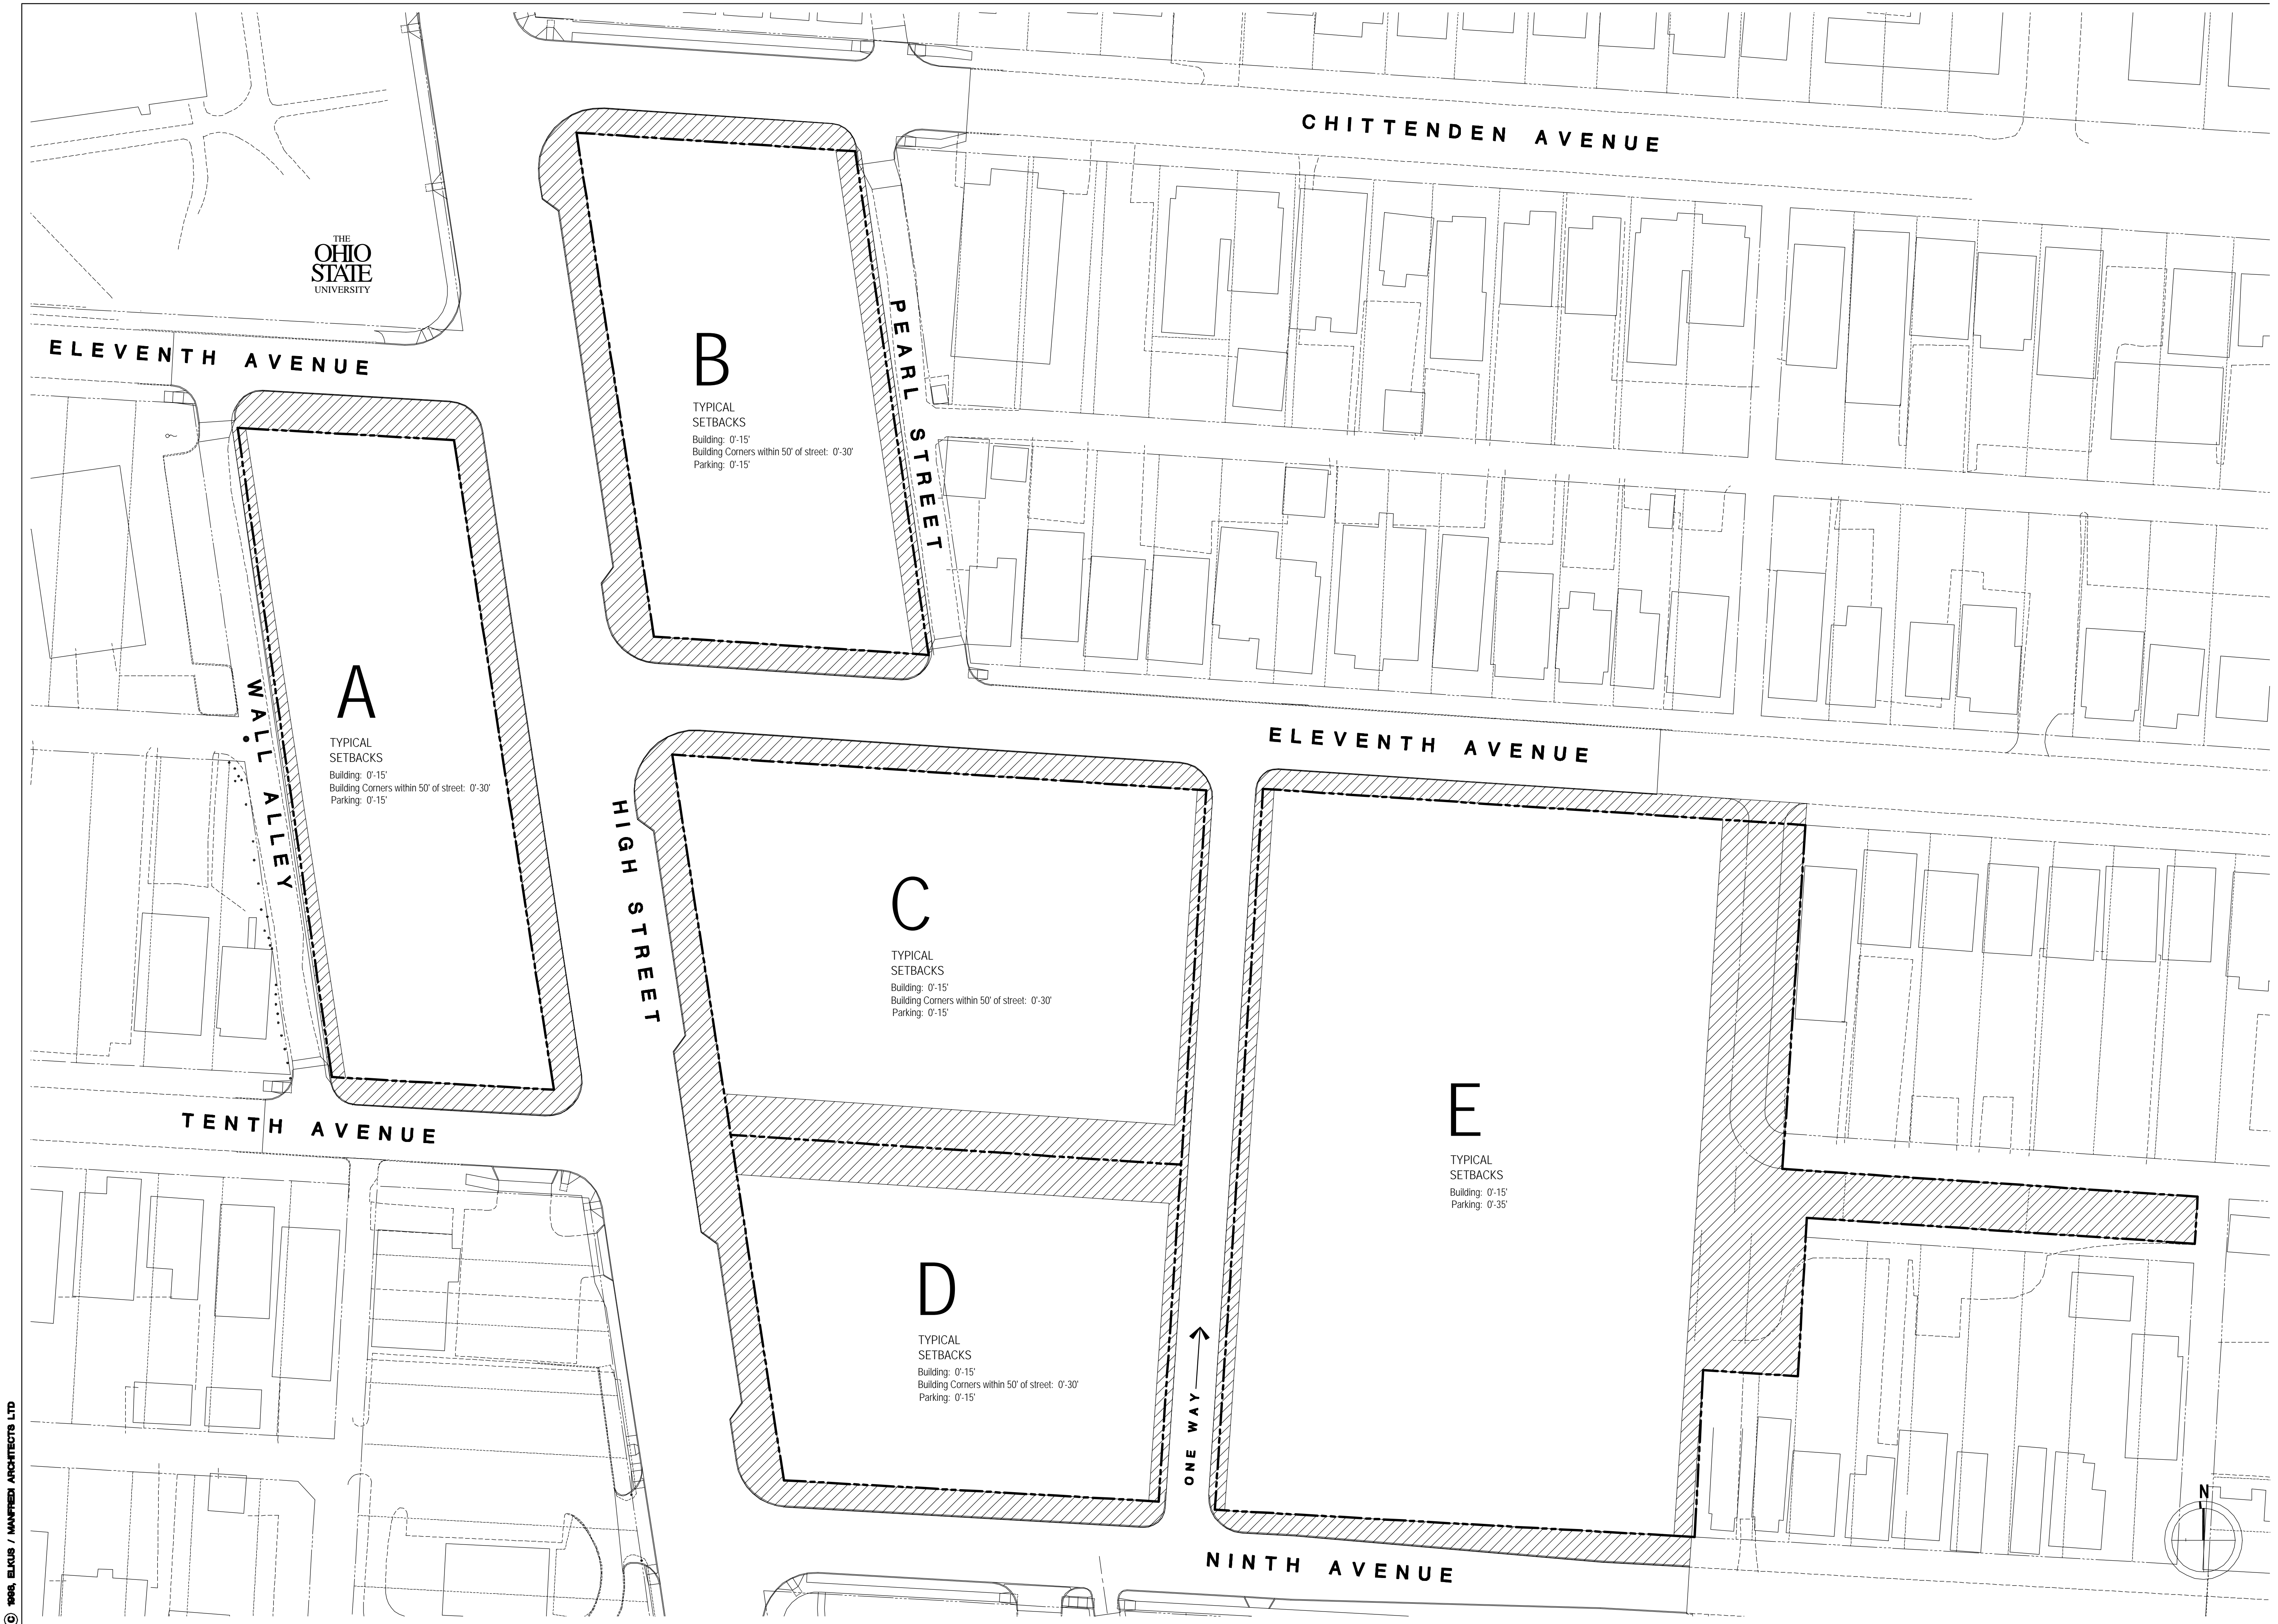 CHITTENDEN AVENUE
THE
OHIO
STATE
UNIVERSITY
ELEVENTH AVENUE
B
TYPICAL
SETBACKS
Building: 0'-15'
Building Corners within 50' of street: 0'-30'
Parking: 0'-15'
PEARL STREET
A
TYPICAL
SETBACKS
Building: 0'-15'
Building Corners within 50' of street: 0'-30'
Parking: 0'-15'
WALL ALLEY
ELEVENTH AVENUE
HIGH STREET
C
TYPICAL
SETBACKS
Building: 0'-15'
Building Corners within 50' of street: 0'-30'
Parking: 0'-15'
TENTH AVENUE
E
TYPICAL
SETBACKS
Building: 0'-15'
Parking: 0'-35'
D
TYPICAL
SETBACKS
Building: 0'-15'
Building Corners within 50' of street: 0'-30'
Parking: 0'-15'
ONE WAY
NINTH AVENUE
N
© 1998, ELKUS / MANFREDI ARCHITECTS LTD